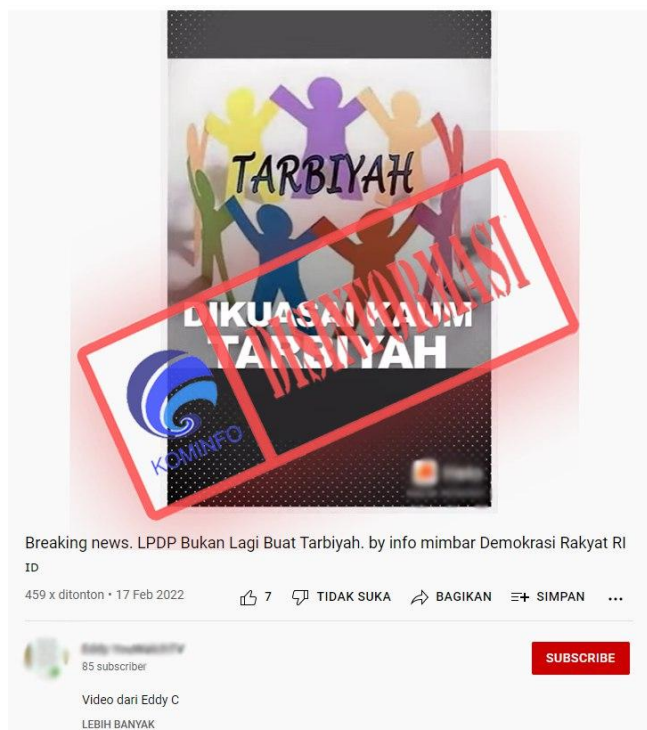 TARBIYAH
DIKUASAI KAUM
TARBIYAH
KOMINFO
DISINFORMASI
Breaking news. LPDP Bukan Lagi Buat Tarbiyah. by info mimbar Demokrasi Rakyat RI
ID
459 x ditonton • 17 Feb 2022
7
TIDAK SUKA
BAGIKAN
SIMPAN
...
85 subscriber
SUBSCRIBE
Video dari Eddy C
LEBIH BANYAK